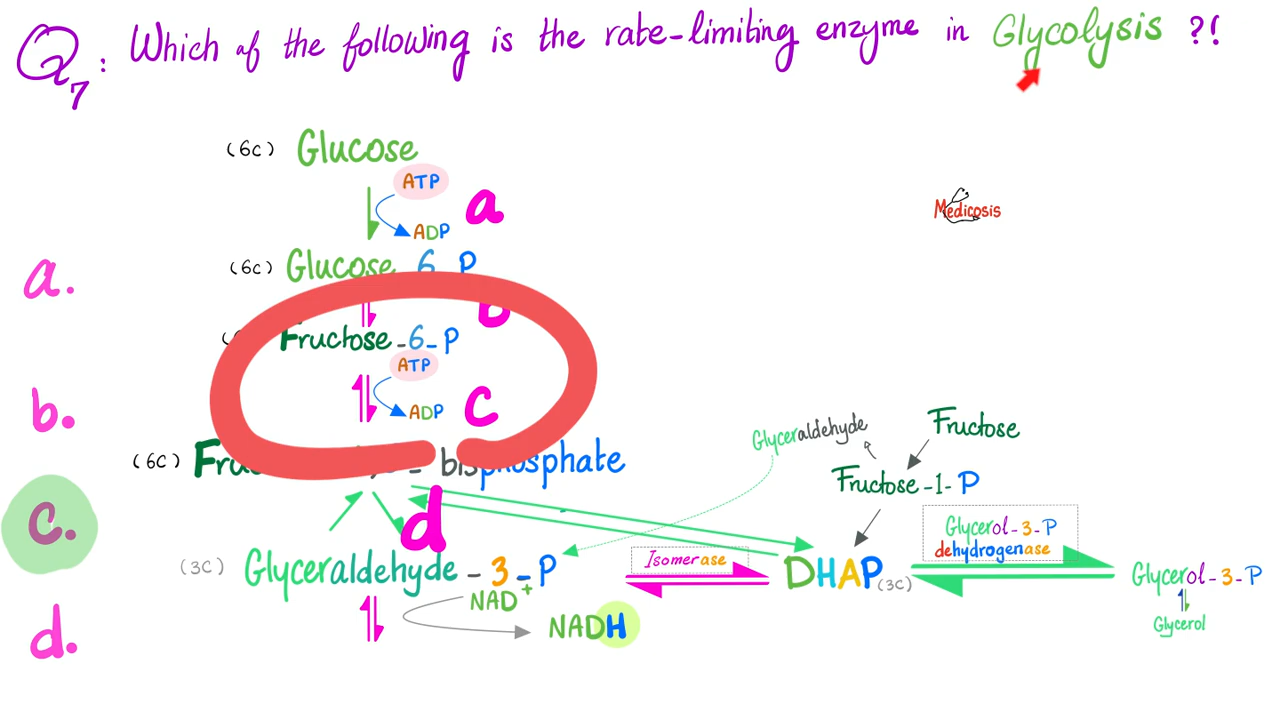 Q7: Which of the following is the rate-limiting enzyme in Glycolysis ?!
(6C) Glucose
ATP
a
ADP
Medicosis
(6C) Glucose 6 P
a.
b
Fructose-6-P
ATP
b.
ADP
c
Glyceraldehyde
Fructose
(6C)
bisphosphate
Fructose-1-P
c.
d
Glycerol-3-P
dehydrogenase
(3C) Glyceraldehyde-3-P
Isomerase
DHAP (3C)
Glycerol-3-P
NAD+
NADH
Glycerol
d.